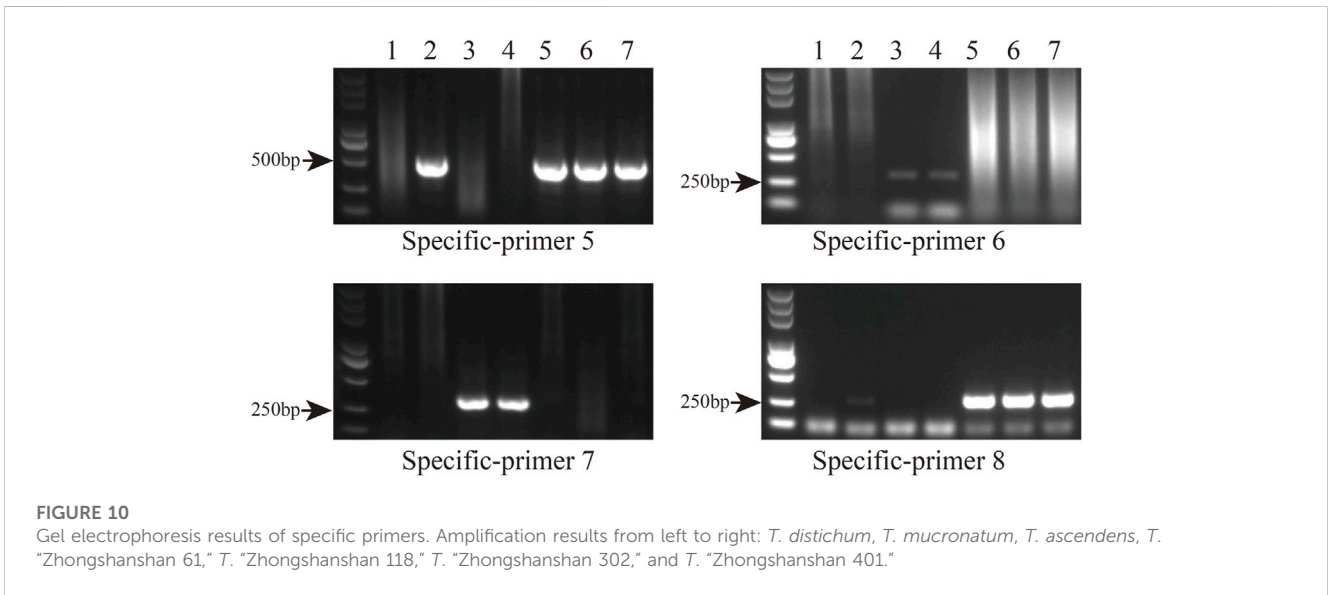 1 2 3 4 5 6 7
500bp
Specific-primer 5
1 2 3 4 5 6 7
250bp
Specific-primer 6
250bp
Specific-primer 7
250bp
Specific-primer 8
FIGURE 10
Gel electrophoresis results of specific primers. Amplification results from left to right: T. distichum, T. mucronatum, T. ascendens, T.
“Zhongshanshan 61,” T. “Zhongshanshan 118,” T. “Zhongshanshan 302,” and T. “Zhongshanshan 401.”